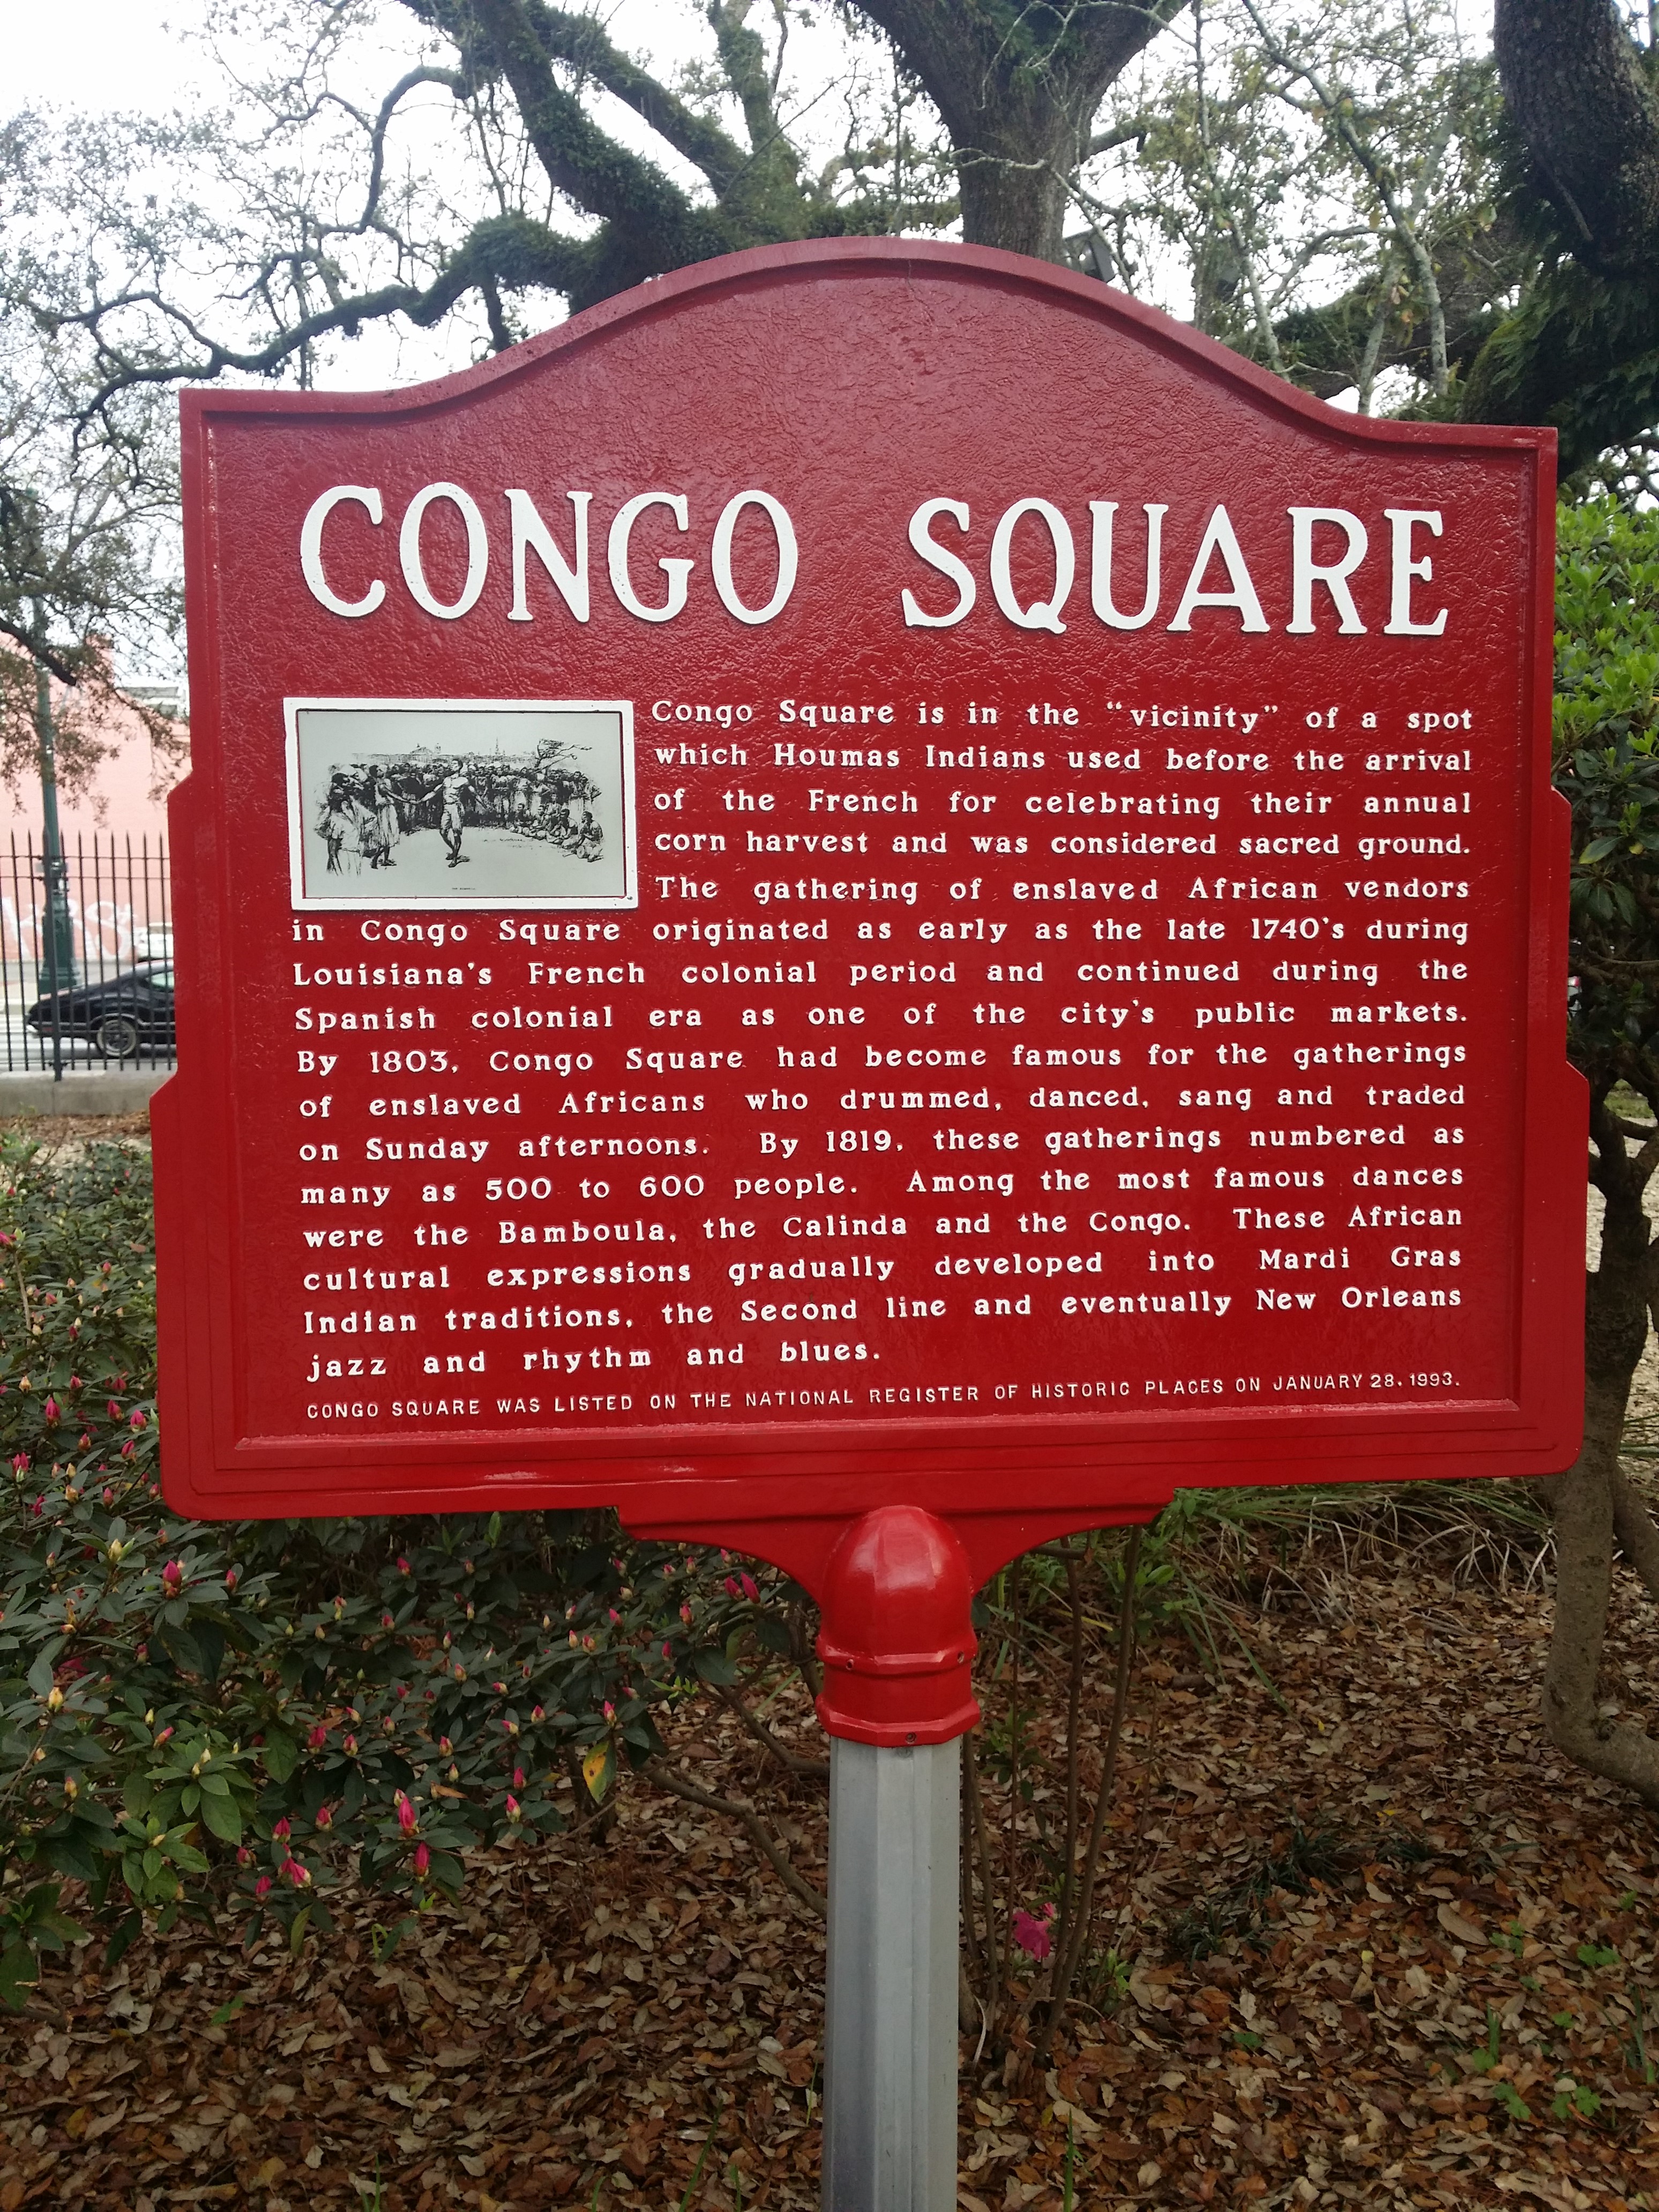 CONGO SQUARE
Congo Square is in the "vicinity" of a spot
which Houmas Indians used before the arrival
of the French for celebrating their annual
corn harvest and was considered sacred ground.
The gathering of enslaved African vendors
in Congo Square originated as early as the late 1740's during
Louisiana's French colonial period and continued during the
Spanish colonial era as one of the city's public markets.
By 1803, Congo Square had become famous for the gatherings
of enslaved Africans who drummed, danced, sang and traded
on Sunday afternoons. By 1819, these gatherings numbered as
many as 500 to 600 people. Among the most famous dances
were the Bamboula, the Calinda and the Congo. These African
cultural expressions gradually developed into Mardi Gras
Indian traditions, the Second line and eventually New Orleans
jazz and rhythm and blues.
CONGO SQUARE WAS LISTED ON THE NATIONAL REGISTER OF HISTORIC PLACES ON JANUARY 28, 1993.